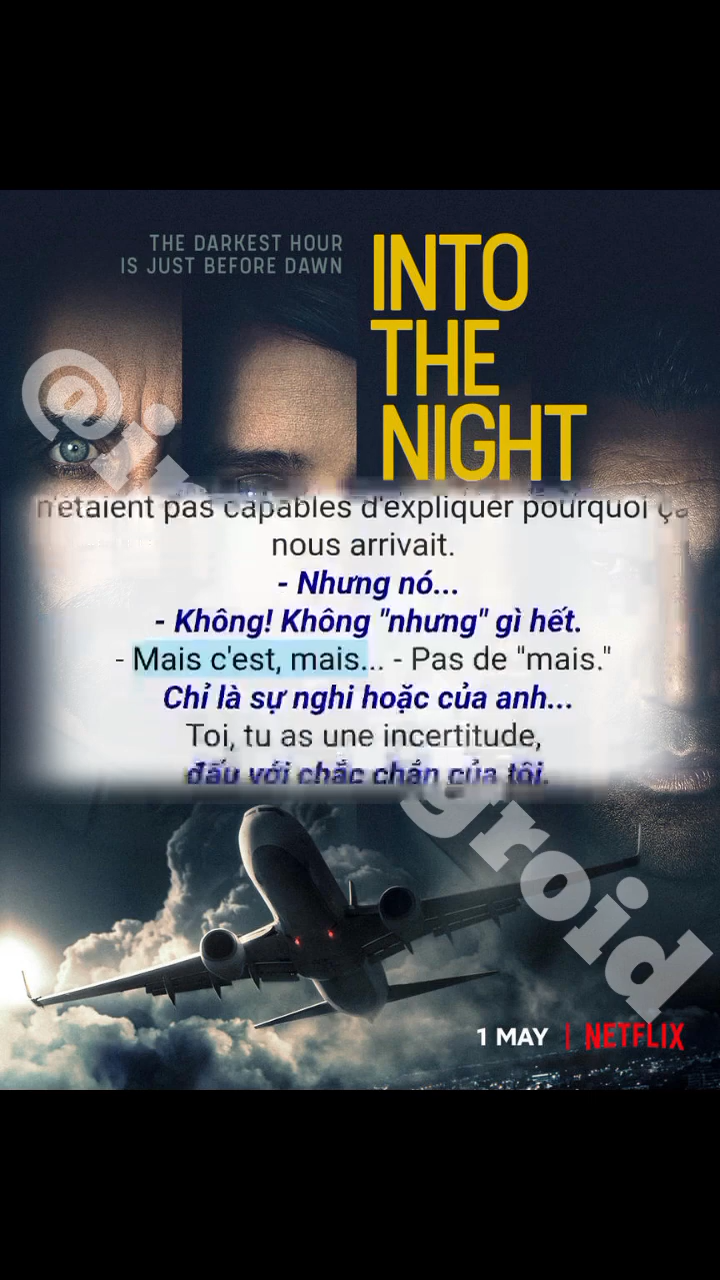 THE DARKEST HOUR
IS JUST BEFORE DAWN
INTO
THE
NIGHT
n'étaient pas capables d'expliquer pourquoi ça
nous arrivait.
- Nhưng nó...
- Không! Không "nhưng" gì hết.
- Mais c'est, mais... - Pas de "mais."
Chỉ là sự nghi hoặc của anh...
Toi, tu as une incertitude,
đấu với chắc chắn của tôi.
groid
1 MAY | NETFLIX